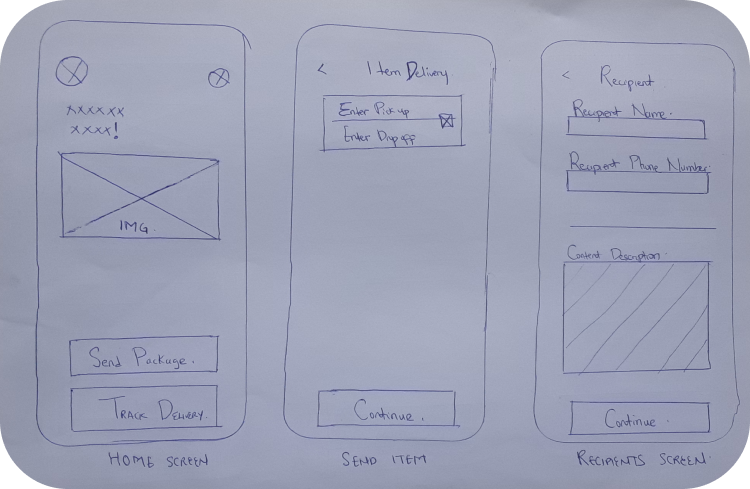 xxxxxx
xxxx!
IMG.
Send Package.
TRACK DELIVERY.
HOME SCREEN
< Item Delivery
Enter Pick up
Enter Drop off
Continue.
SEND ITEM
< Recipient
Recipient Name.
Recipient Phone Number.
Content Description.
Continue.
RECIPIENTS SCREEN.